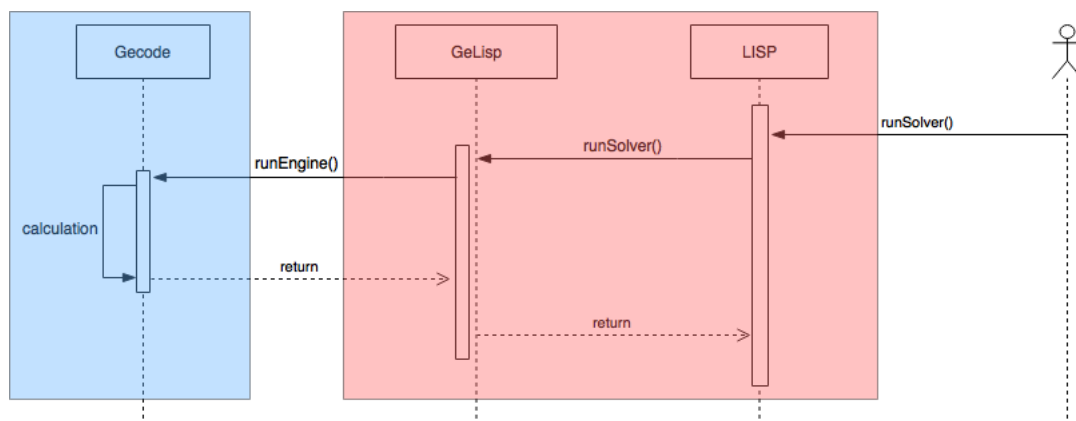 Gecode
GeLisp
LISP
runSolver()
runSolver()
runEngine()
calculation
return
return